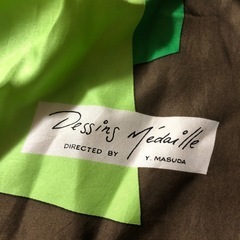 Dessins Médaille
DIRECTED BY Y. MASUDA